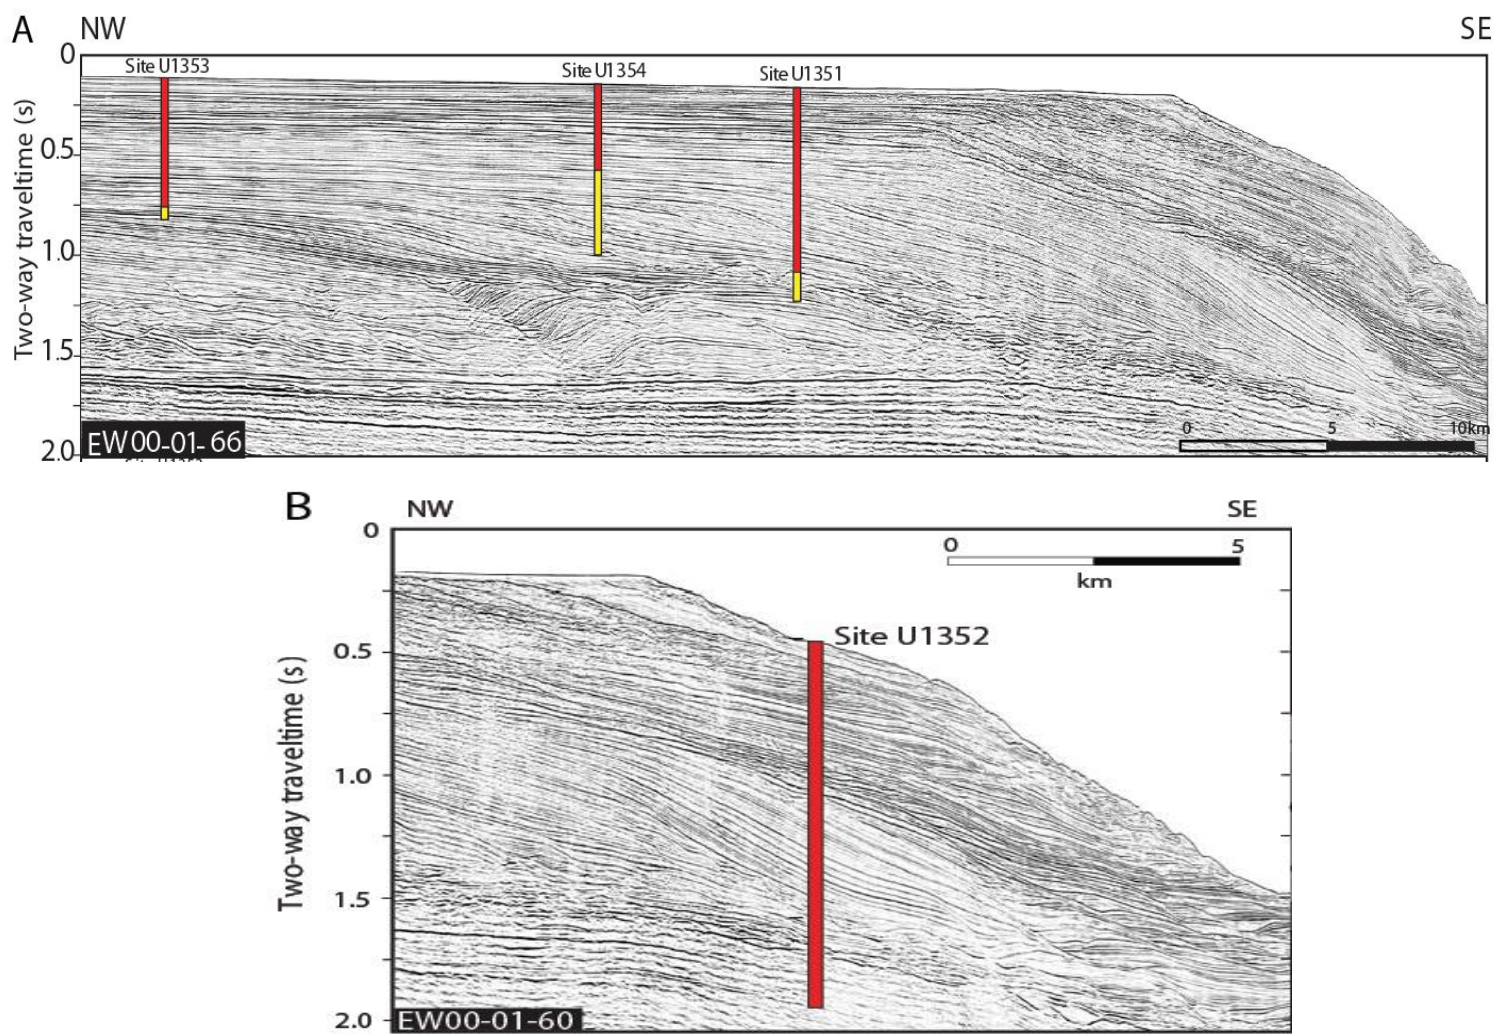 A NW SE
0
Site U1353 Site U1354 Site U1351
0.5
1.0
1.5
2.0
Two-way traveltime (s)
EW00-01-66
0 5 10km
B NW SE
0
0 5
km
Site U1352
0.5
1.0
1.5
2.0
Two-way traveltime (s)
EW00-01-60